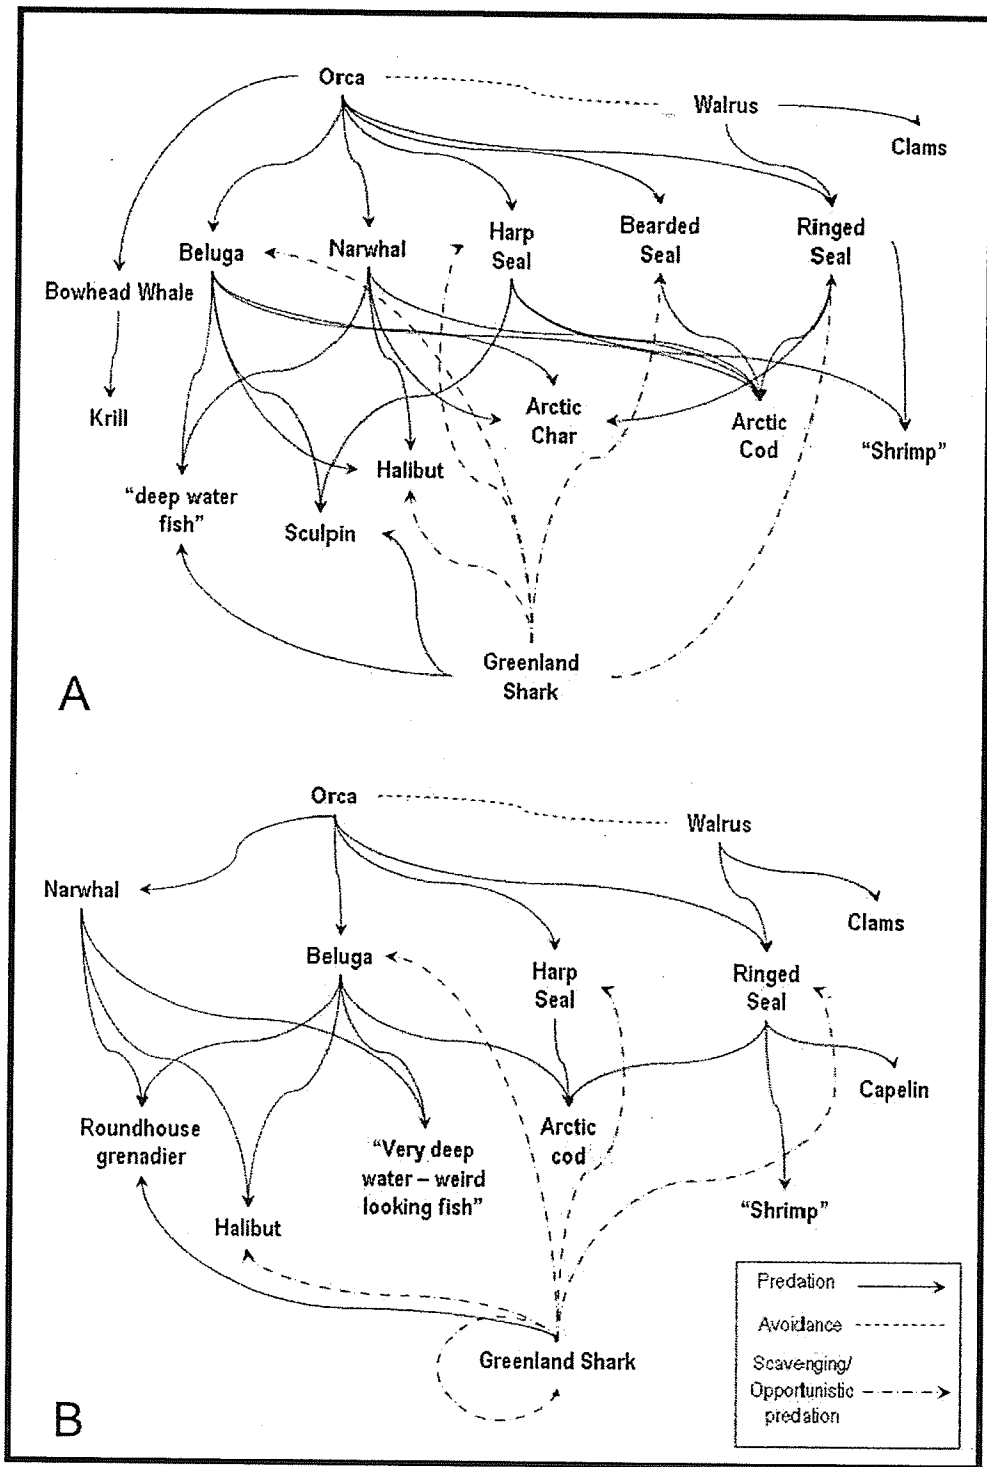 Orca
Walrus
Clams
Beluga
Narwhal
Harp
Seal
Bearded
Seal
Ringed
Seal
Bowhead Whale
Krill
Arctic
Char
Arctic
Cod
"Shrimp"
Halibut
"deep water
fish"
Sculpin
Greenland
Shark
A
Orca
Walrus
Narwhal
Clams
Beluga
Harp
Seal
Ringed
Seal
Capelin
Roundhouse
grenadier
"Very deep
water – weird
looking fish"
Arctic
cod
"Shrimp"
Halibut
Greenland Shark
B
Predation
Avoidance
Scavenging/
Opportunistic
predation